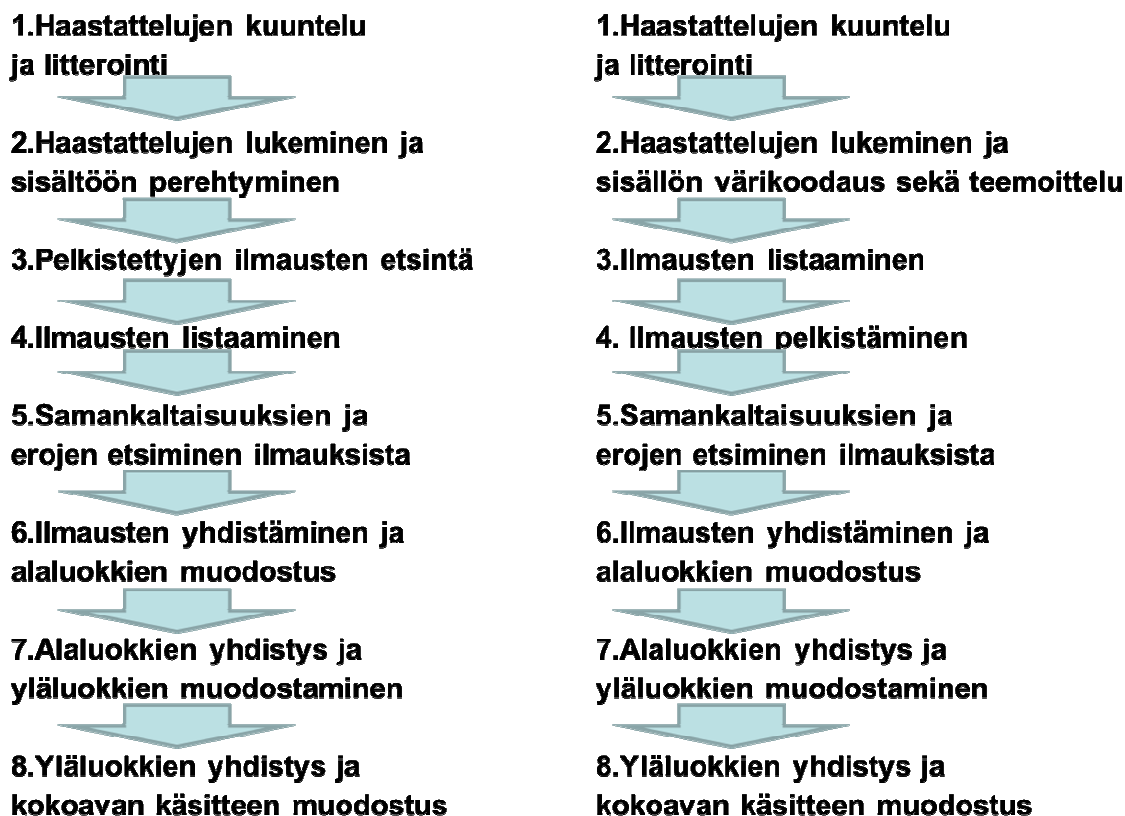 1.Haastattelujen kuuntelu
ja litterointi
2.Haastattelujen lukeminen ja
sisältöön perehtyminen
3.Pelkistettyjen ilmausten etsintä
4.Ilmausten listaaminen
5.Samankaltaisuuksien ja
erojen etsiminen ilmauksista
6.Ilmausten yhdistäminen ja
alaluokkien muodostus
7.Alaluokkien yhdistys ja
yläluokkien muodostaminen
8.Yläluokkien yhdistys ja
kokoavan käsitteen muodostus
1.Haastattelujen kuuntelu
ja litterointi
2.Haastattelujen lukeminen ja
sisällön värikoodaus sekä teemoittelu
3.Ilmausten listaaminen
4. Ilmausten pelkistäminen
5.Samankaltaisuuksien ja
erojen etsiminen ilmauksista
6.Ilmausten yhdistäminen ja
alaluokkien muodostus
7.Alaluokkien yhdistys ja
yläluokkien muodostaminen
8.Yläluokkien yhdistys ja
kokoavan käsitteen muodostus